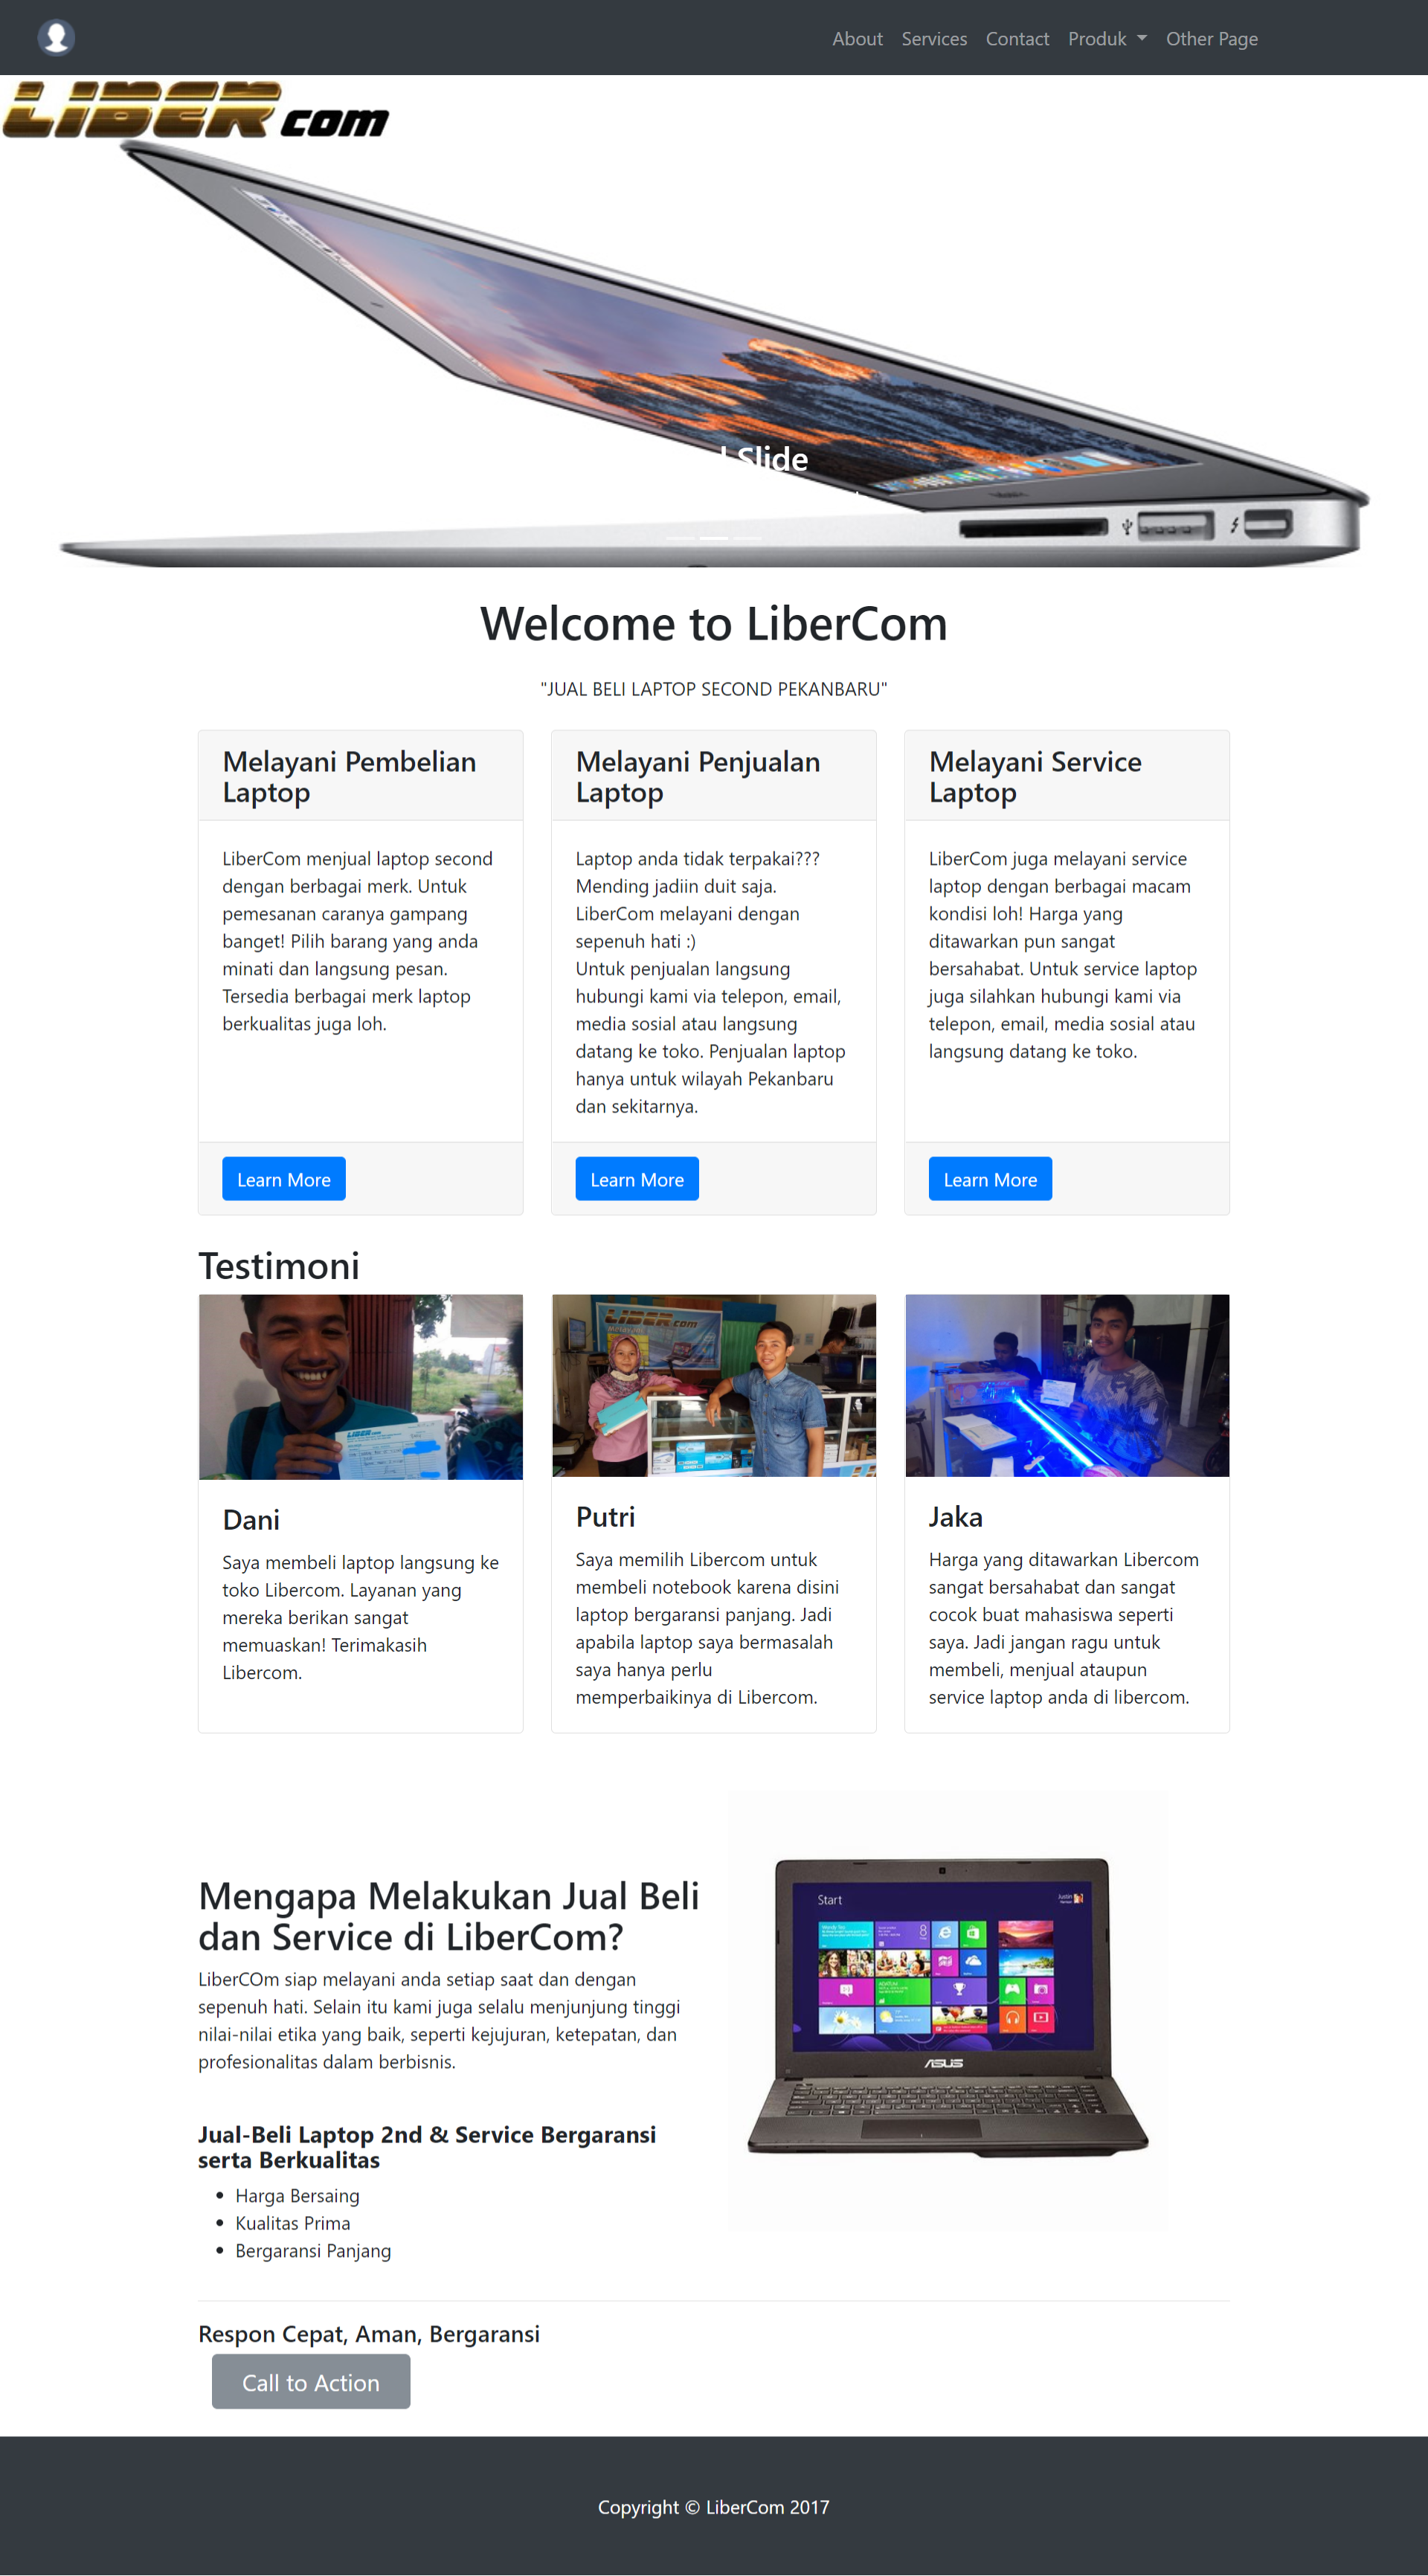 About Services Contact Produk Other Page
LIBER com
Slide
Welcome to LiberCom
"JUAL BELI LAPTOP SECOND PEKANBARU"
Melayani Pembelian
Laptop
LiberCom menjual laptop second
dengan berbagai merk. Untuk
pemesanan caranya gampang
banget! Pilih barang yang anda
minati dan langsung pesan.
Tersedia berbagai merk laptop
berkualitas juga loh.
Learn More
Melayani Penjualan
Laptop
Laptop anda tidak terpakai???
Mending jadiin duit saja.
LiberCom melayani dengan
sepenuh hati :)
Untuk penjualan langsung
hubungi kami via telepon, email,
media sosial atau langsung
datang ke toko. Penjualan laptop
hanya untuk wilayah Pekanbaru
dan sekitarnya.
Learn More
Melayani Service
Laptop
LiberCom juga melayani service
laptop dengan berbagai macam
kondisi loh! Harga yang
ditawarkan pun sangat
bersahabat. Untuk service laptop
juga silahkan hubungi kami via
telepon, email, media sosial atau
langsung datang ke toko.
Learn More
Testimoni
LIBER com
Dani
Saya membeli laptop langsung ke
toko Libercom. Layanan yang
mereka berikan sangat
memuaskan! Terimakasih
Libercom.
LIBER com
Putri
Saya memilih Libercom untuk
membeli notebook karena disini
laptop bergaransi panjang. Jadi
apabila laptop saya bermasalah
saya hanya perlu
memperbaikinya di Libercom.
Jaka
Harga yang ditawarkan Libercom
sangat bersahabat dan sangat
cocok buat mahasiswa seperti
saya. Jadi jangan ragu untuk
membeli, menjual ataupun
service laptop anda di libercom.
Mengapa Melakukan Jual Beli
dan Service di LiberCom?
LiberCOm siap melayani anda setiap saat dan dengan
sepenuh hati. Selain itu kami juga selalu menjunjung tinggi
nilai-nilai etika yang baik, seperti kejujuran, ketepatan, dan
profesionalitas dalam berbisnis.
Jual-Beli Laptop 2nd & Service Bergaransi
serta Berkualitas
• Harga Bersaing
• Kualitas Prima
• Bergaransi Panjang
Start
Justin
ASUS
Respon Cepat, Aman, Bergaransi
Call to Action
Copyright © LiberCom 2017